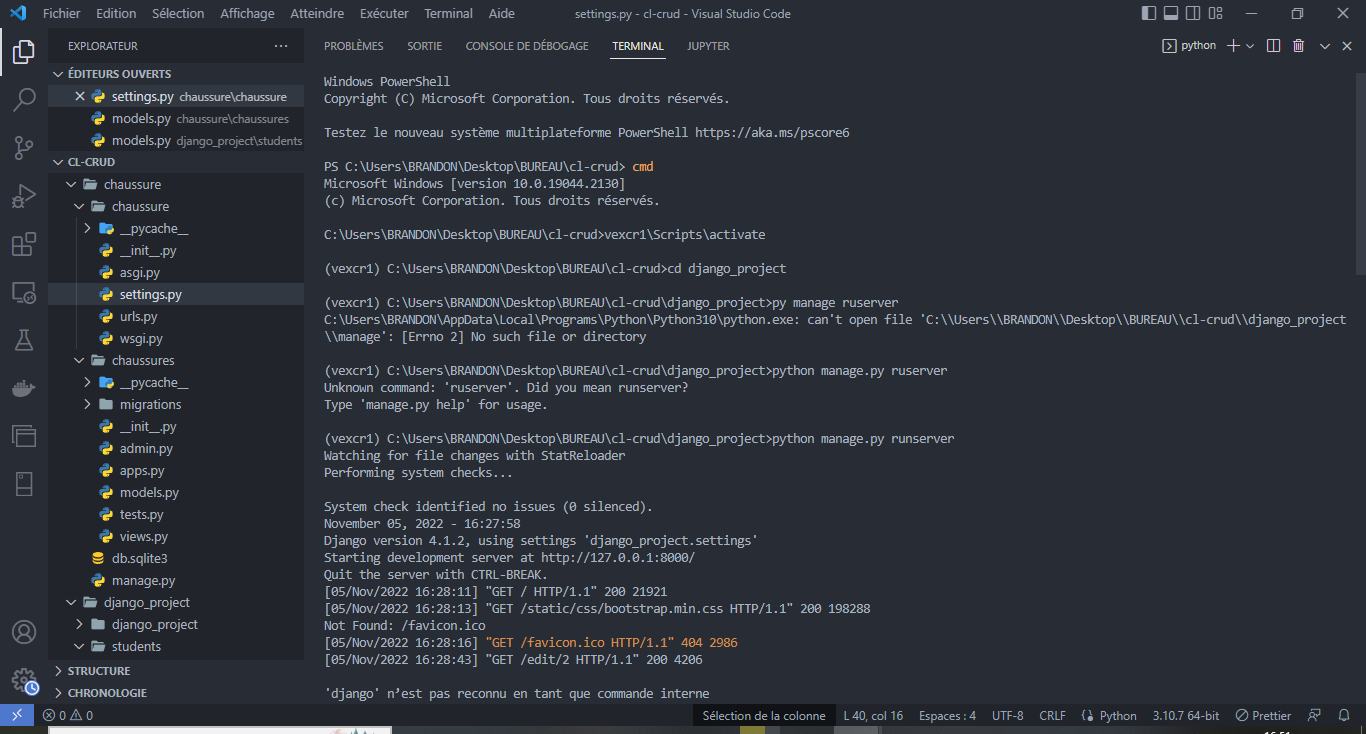 Fichier Edition Sélection Affichage Atteindre Exécuter Terminal Aide settings.py - cl-crud - Visual Studio Code
EXPLORATEUR ...
ÉDITEURS OUVERTS
settings.py chaussure\chaussure
models.py chaussure\chaussures
models.py django_project\students
CL-CRUD
chaussure
chaussure
__pycache__
__init__.py
asgi.py
settings.py
urls.py
wsgi.py
chaussures
__pycache__
migrations
__init__.py
admin.py
apps.py
models.py
tests.py
views.py
db.sqlite3
manage.py
django_project
django_project
students
STRUCTURE
CHRONOLOGIE
PROBLÈMES SORTIE CONSOLE DE DÉBOGAGE TERMINAL JUPYTER python
Windows PowerShell
Copyright (C) Microsoft Corporation. Tous droits réservés.
Testez le nouveau système multiplateforme PowerShell https://aka.ms/pscore6
PS C:\Users\BRANDON\Desktop\BUREAU\cl-crud> cmd
Microsoft Windows [version 10.0.19044.2130]
(c) Microsoft Corporation. Tous droits réservés.
C:\Users\BRANDON\Desktop\BUREAU\cl-crud>vexcr1\Scripts\activate
(vexcr1) C:\Users\BRANDON\Desktop\BUREAU\cl-crud>cd django_project
(vexcr1) C:\Users\BRANDON\Desktop\BUREAU\cl-crud\django_project>py manage ruserver
C:\Users\BRANDON\AppData\Local\Programs\Python\Python310\python.exe: can't open file 'C:\\Users\\BRANDON\\Desktop\\BUREAU\\cl-crud\\django_project
\\manage': [Errno 2] No such file or directory
(vexcr1) C:\Users\BRANDON\Desktop\BUREAU\cl-crud\django_project>python manage.py ruserver
Unknown command: 'ruserver'. Did you mean runserver?
Type 'manage.py help' for usage.
(vexcr1) C:\Users\BRANDON\Desktop\BUREAU\cl-crud\django_project>python manage.py runserver
Watching for file changes with StatReloader
Performing system checks...
System check identified no issues (0 silenced).
November 05, 2022 - 16:27:58
Django version 4.1.2, using settings 'django_project.settings'
Starting development server at http://127.0.0.1:8000/
Quit the server with CTRL-BREAK.
[05/Nov/2022 16:28:11] "GET / HTTP/1.1" 200 21921
[05/Nov/2022 16:28:13] "GET /static/css/bootstrap.min.css HTTP/1.1" 200 198288
Not Found: /favicon.ico
[05/Nov/2022 16:28:16] "GET /favicon.ico HTTP/1.1" 404 2986
[05/Nov/2022 16:28:43] "GET /edit/2 HTTP/1.1" 200 4206
'django' n’est pas reconnu en tant que commande interne
0 0 Sélection de la colonne L 40, col 16 Espaces : 4 UTF-8 CRLF Python 3.10.7 64-bit Prettier